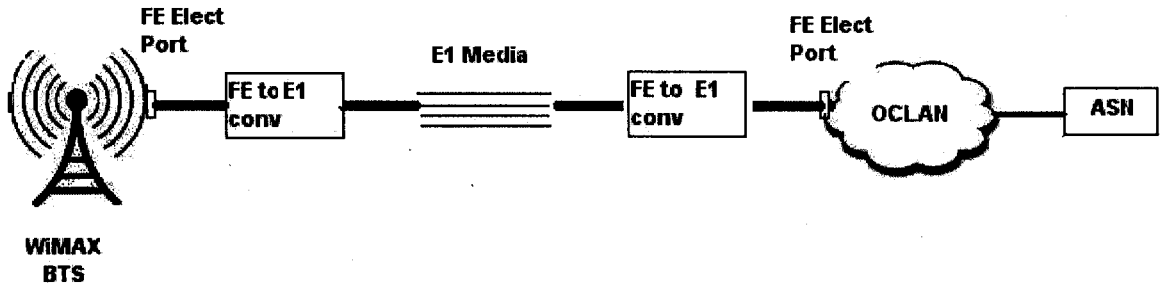 FE Elect
Port
FE to E1
conv
E1 Media
FE to E1
conv
FE Elect
Port
OCLAN
ASN
WiMAX
BTS